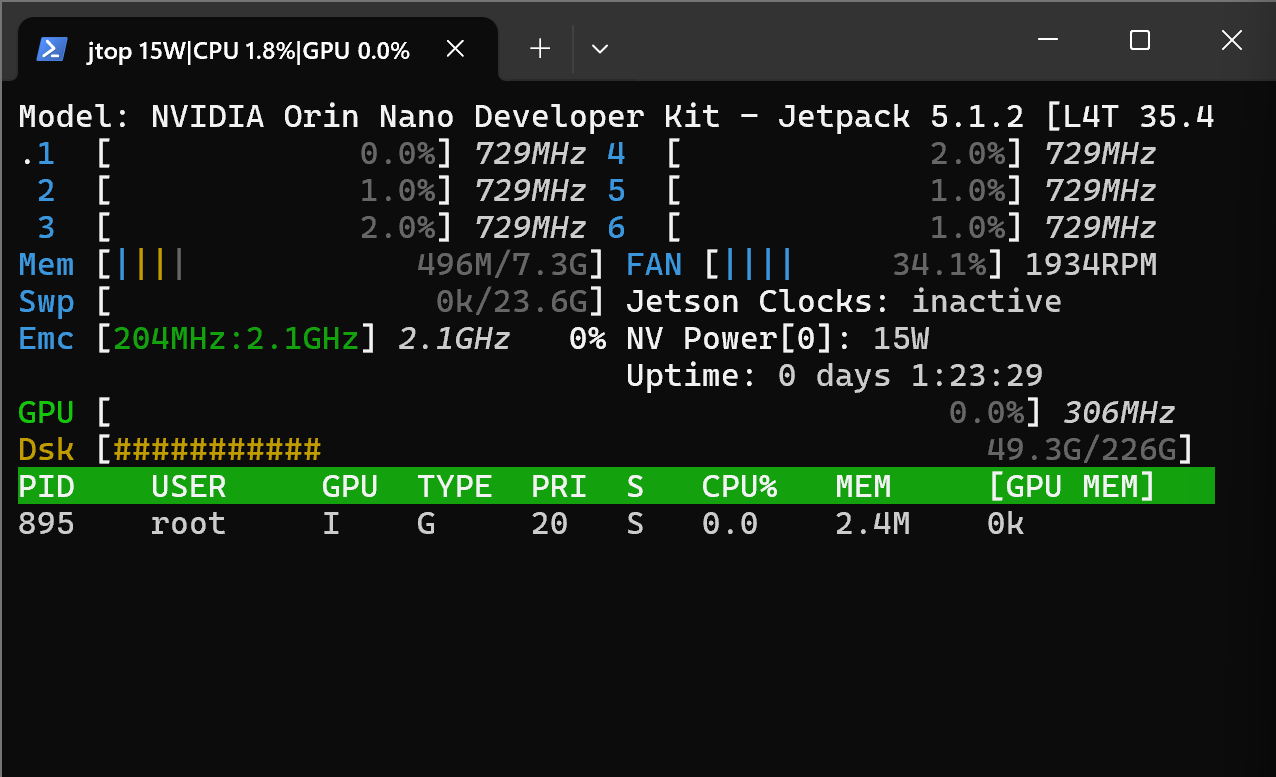 jtop 15W|CPU 1.8%|GPU 0.0%
Model: NVIDIA Orin Nano Developer Kit - Jetpack 5.1.2 [L4T 35.4
.1 [ 0.0%] 729MHz 4 [ 2.0%] 729MHz
2 [ 1.0%] 729MHz 5 [ 1.0%] 729MHz
3 [ 2.0%] 729MHz 6 [ 1.0%] 729MHz
Mem [|||| 496M/7.3G] FAN [|||| 34.1%] 1934RPM
Swp [ 0k/23.6G] Jetson Clocks: inactive
Emc [204MHz:2.1GHz] 2.1GHz 0% NV Power[0]: 15W
Uptime: 0 days 1:23:29
GPU [ 0.0%] 306MHz
Dsk [########### 49.3G/226G]
PID USER GPU TYPE PRI S CPU% MEM [GPU MEM]
895 root I G 20 S 0.0 2.4M 0k